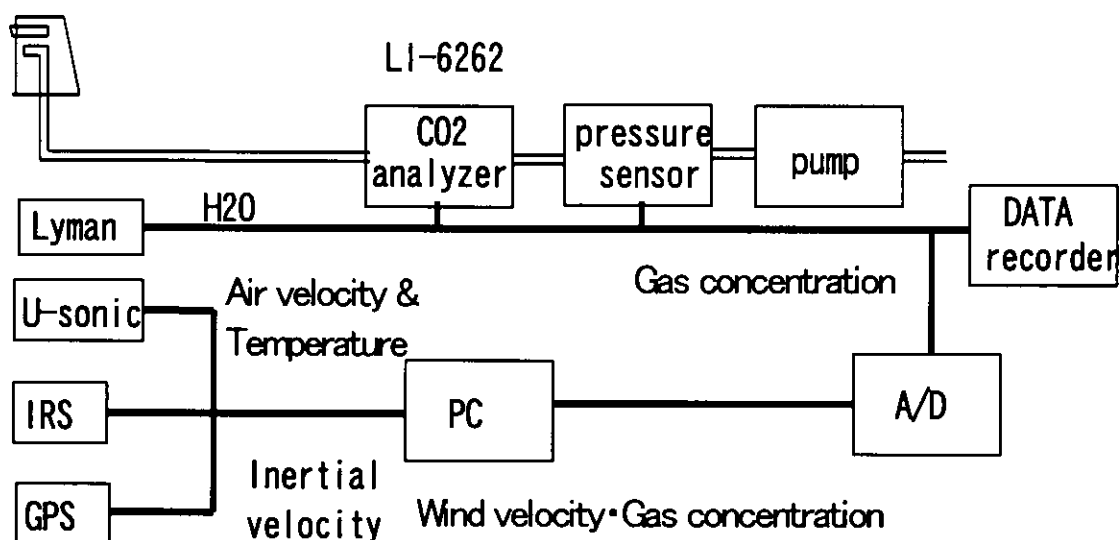 LI-6262
CO2
analyzer
pressure
sensor
pump
H2O
Lyman
DATA
recorder
U-sonic
Air velocity &
Temperature
Gas concentration
IRS
PC
A/D
Inertial
velocity
GPS
Wind velocity・Gas concentration